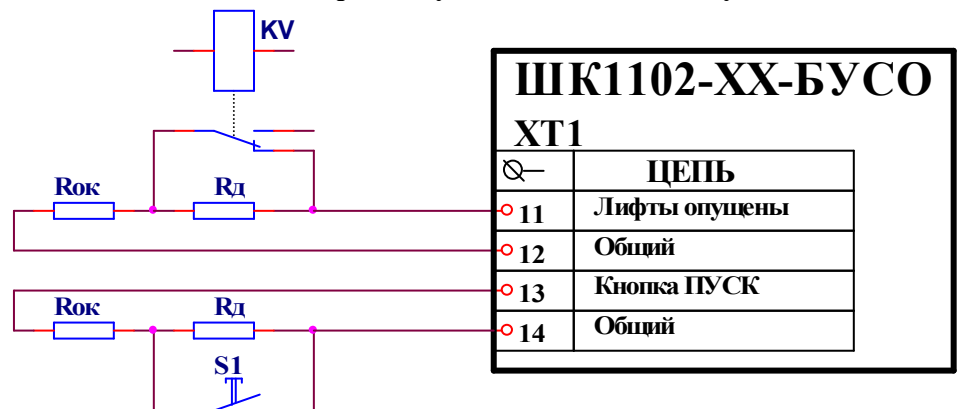 KV
ШК1102-ХХ-БУСО
XT1
ЦЕПЬ
Rок Rд
11 Лифты опущены
12 Общий
13 Кнопка ПУСК
Rок Rд
14 Общий
S1